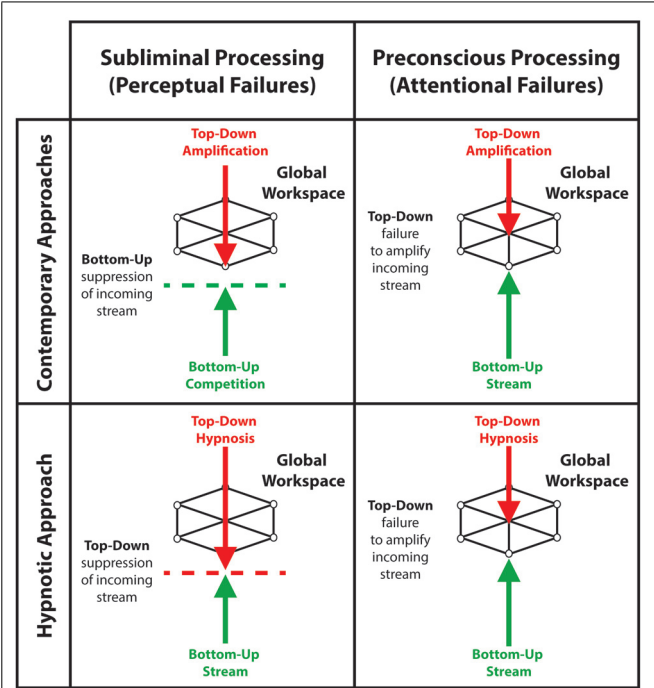 Subliminal Processing
(Perceptual Failures)
Preconscious Processing
(Attentional Failures)
Contemporary Approaches
Top-Down
Amplification
Global
Workspace
Bottom-Up
suppression
of incoming
stream
Bottom-Up
Competition
Top-Down
Amplification
Global
Workspace
Top-Down
failure
to amplify
incoming
stream
Bottom-Up
Stream
Hypnotic Approach
Top-Down
Hypnosis
Global
Workspace
Top-Down
suppression
of incoming
stream
Bottom-Up
Stream
Top-Down
Hypnosis
Global
Workspace
Top-Down
failure
to amplify
incoming
stream
Bottom-Up
Stream